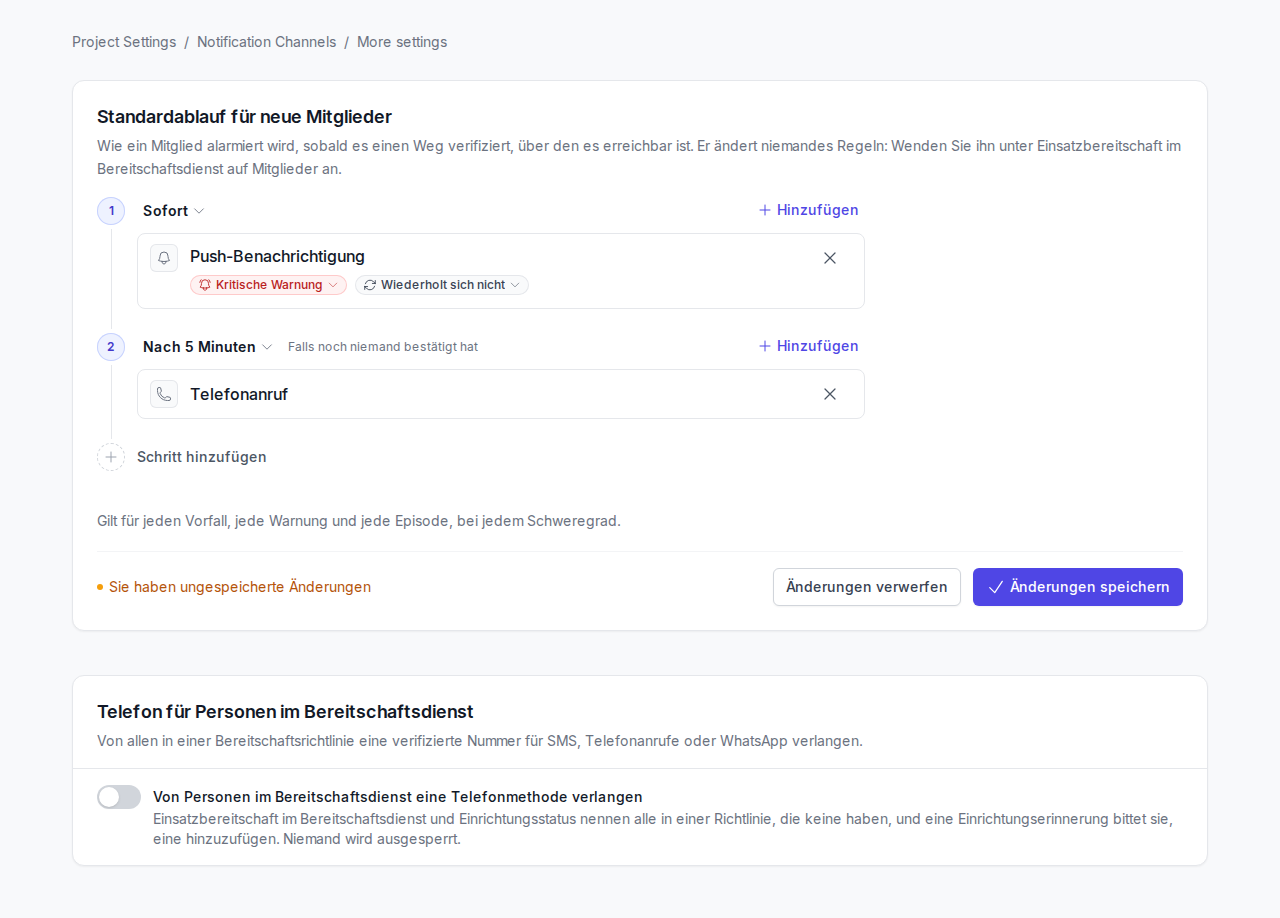 Project Settings / Notification Channels / More settings
Standardablauf für neue Mitglieder
Wie ein Mitglied alarmiert wird, sobald es einen Weg verifiziert, über den es erreichbar ist. Er ändert niemandes Regeln: Wenden Sie ihn unter Einsatzbereitschaft im
Bereitschaftsdienst auf Mitglieder an.
1 Sofort Hinzufügen
Push-Benachrichtigung
Kritische Warnung Wiederholt sich nicht
2 Nach 5 Minuten Falls noch niemand bestätigt hat Hinzufügen
Telefonanruf
Schritt hinzufügen
Gilt für jeden Vorfall, jede Warnung und jede Episode, bei jedem Schweregrad.
Sie haben ungespeicherte Änderungen Änderungen verwerfen Änderungen speichern
Telefon für Personen im Bereitschaftsdienst
Von allen in einer Bereitschaftsrichtlinie eine verifizierte Nummer für SMS, Telefonanrufe oder WhatsApp verlangen.
Von Personen im Bereitschaftsdienst eine Telefonmethode verlangen
Einsatzbereitschaft im Bereitschaftsdienst und Einrichtungsstatus nennen alle in einer Richtlinie, die keine haben, und eine Einrichtungserinnerung bittet sie,
eine hinzuzufügen. Niemand wird ausgesperrt.